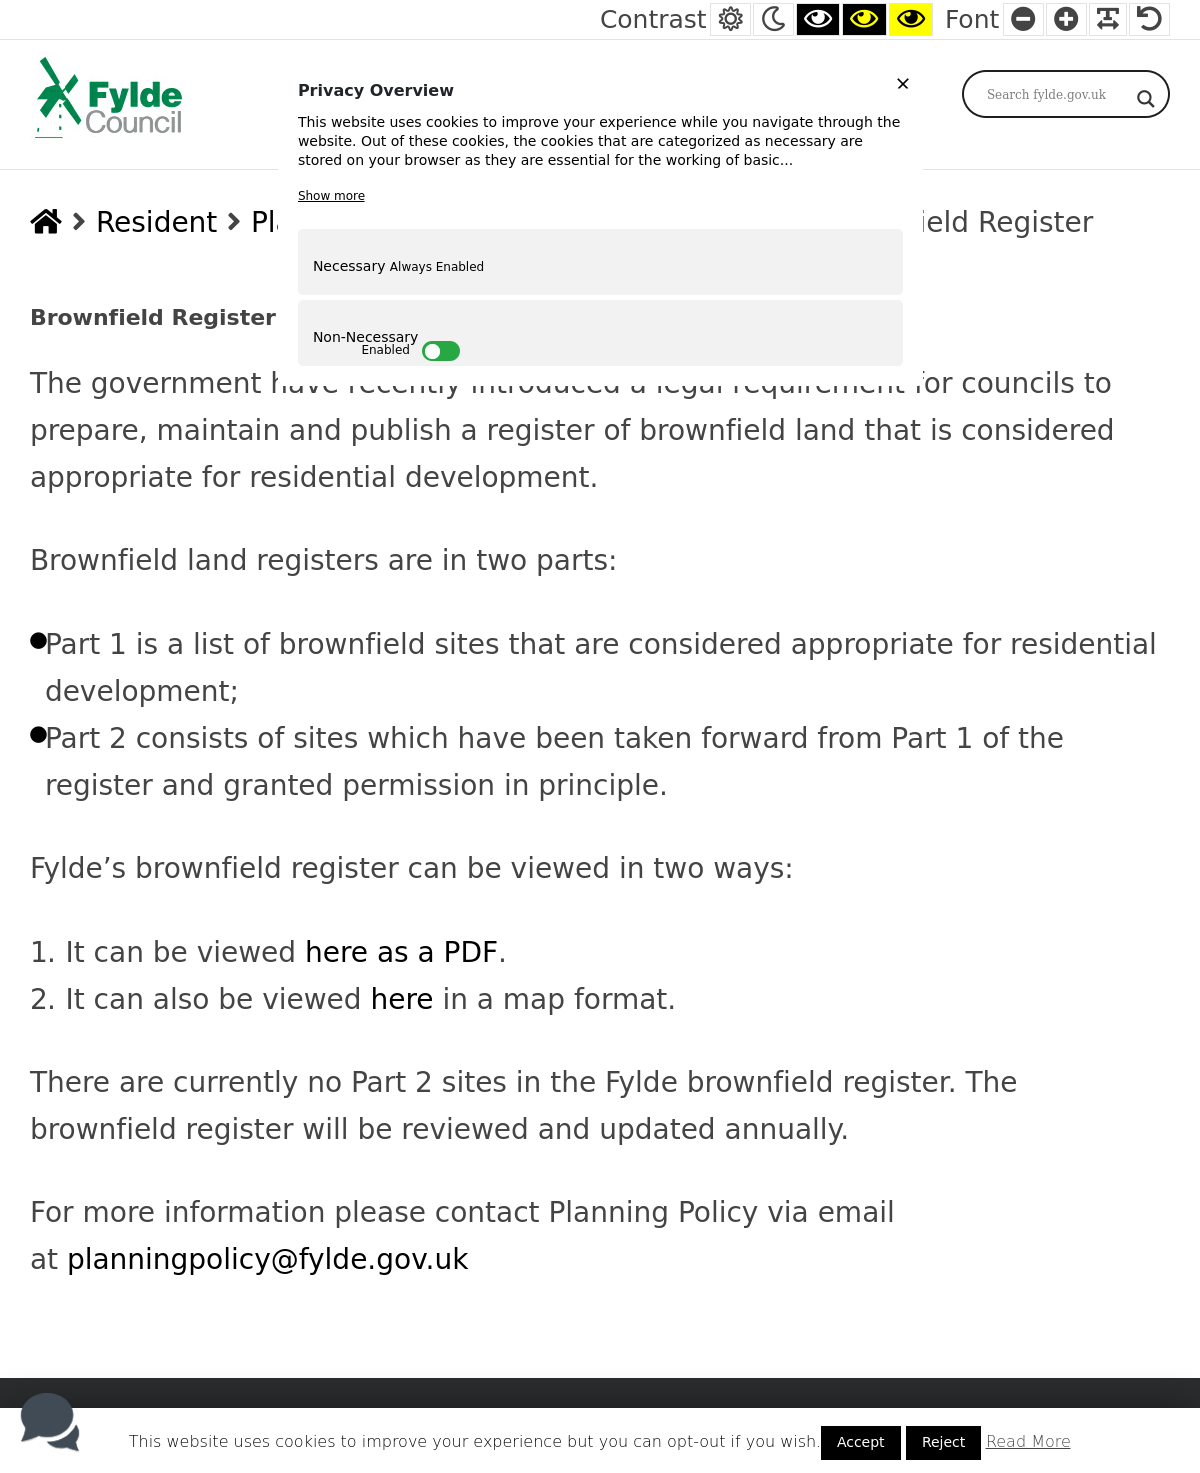 Contrast Font
Fylde
Council
Search fylde.gov.uk
Privacy Overview
This website uses cookies to improve your experience while you navigate through the
website. Out of these cookies, the cookies that are categorized as necessary are
stored on your browser as they are essential for the working of basic...
Show more
Necessary Always Enabled
Non-Necessary
Enabled
Resident Register
Brownfield Register
The government have recently introduced a legal requirement for councils to
prepare, maintain and publish a register of brownfield land that is considered
appropriate for residential development.
Brownfield land registers are in two parts:
Part 1 is a list of brownfield sites that are considered appropriate for residential
development;
Part 2 consists of sites which have been taken forward from Part 1 of the
register and granted permission in principle.
Fylde’s brownfield register can be viewed in two ways:
1. It can be viewed here as a PDF.
2. It can also be viewed here in a map format.
There are currently no Part 2 sites in the Fylde brownfield register. The
brownfield register will be reviewed and updated annually.
For more information please contact Planning Policy via email
at planningpolicy@fylde.gov.uk
This website uses cookies to improve your experience but you can opt-out if you wish. Accept Reject Read More